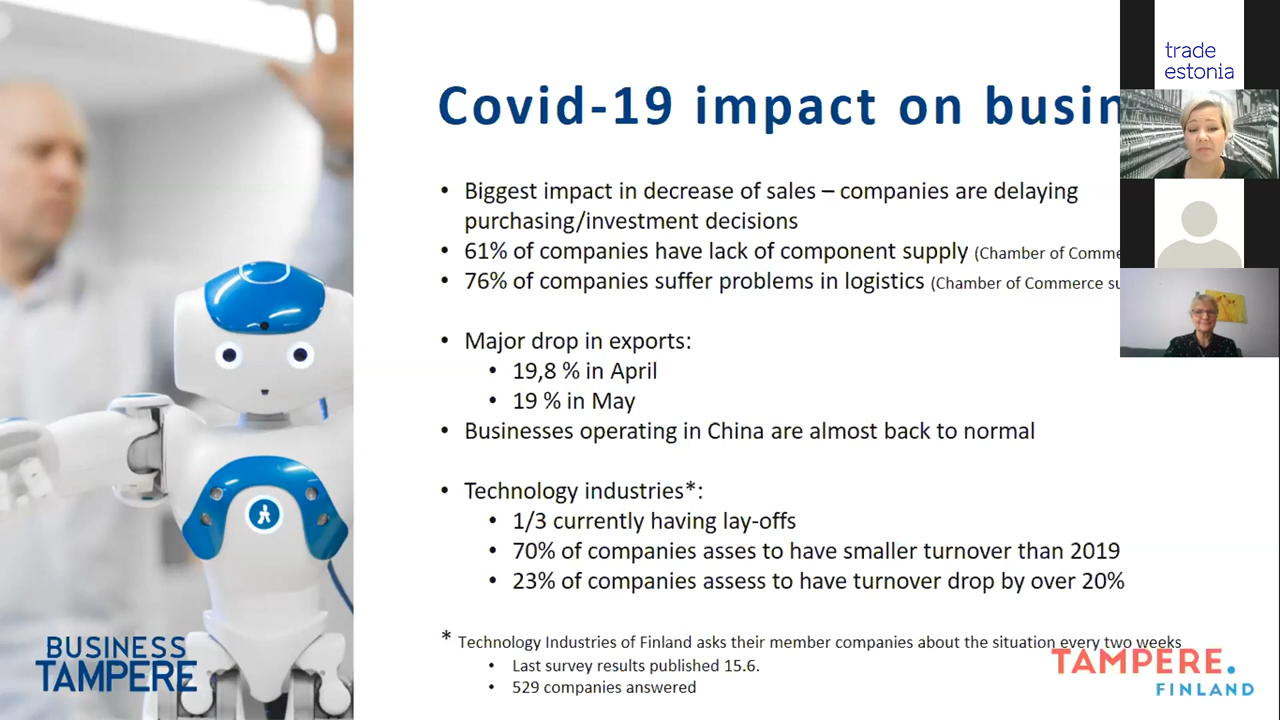 Covid-19 impact on busin
• Biggest impact in decrease of sales – companies are delaying
purchasing/investment decisions
• 61% of companies have lack of component supply (Chamber of Comme
• 76% of companies suffer problems in logistics (Chamber of Commerce su
• Major drop in exports:
• 19,8 % in April
• 19 % in May
• Businesses operating in China are almost back to normal
• Technology industries*:
• 1/3 currently having lay-offs
• 70% of companies asses to have smaller turnover than 2019
• 23% of companies assess to have turnover drop by over 20%
* Technology Industries of Finland asks their member companies about the situation every two weeks
• Last survey results published 15.6.
• 529 companies answered
BUSINESS
TAMPERE
TAMPERE.
FINLAND
trade
estonia